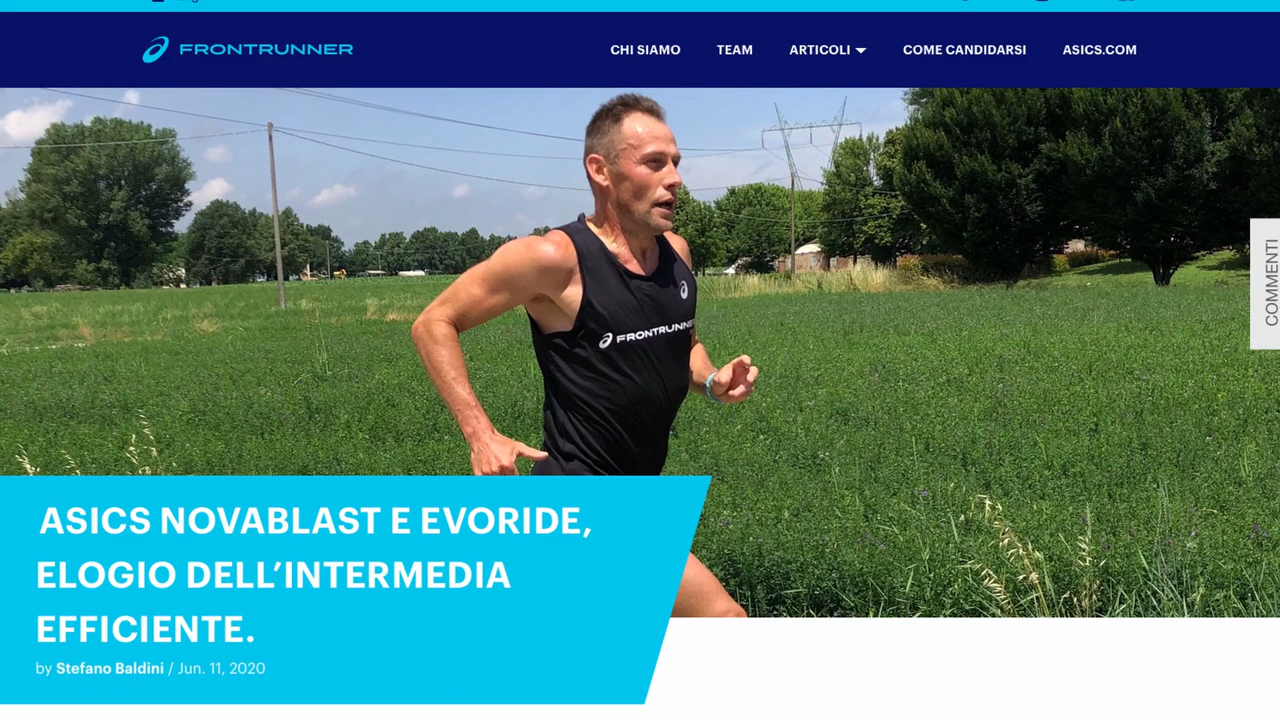 FRONTRUNNER
CHI SIAMO
TEAM
ARTICOLI
COME CANDIDARSI
ASICS.COM
FRONTRUNNER
COMMENTI
ASICS NOVABLAST E EVORIDE,
ELOGIO DELL’INTERMEDIA
EFFICIENTE.
by Stefano Baldini / Jun. 11, 2020